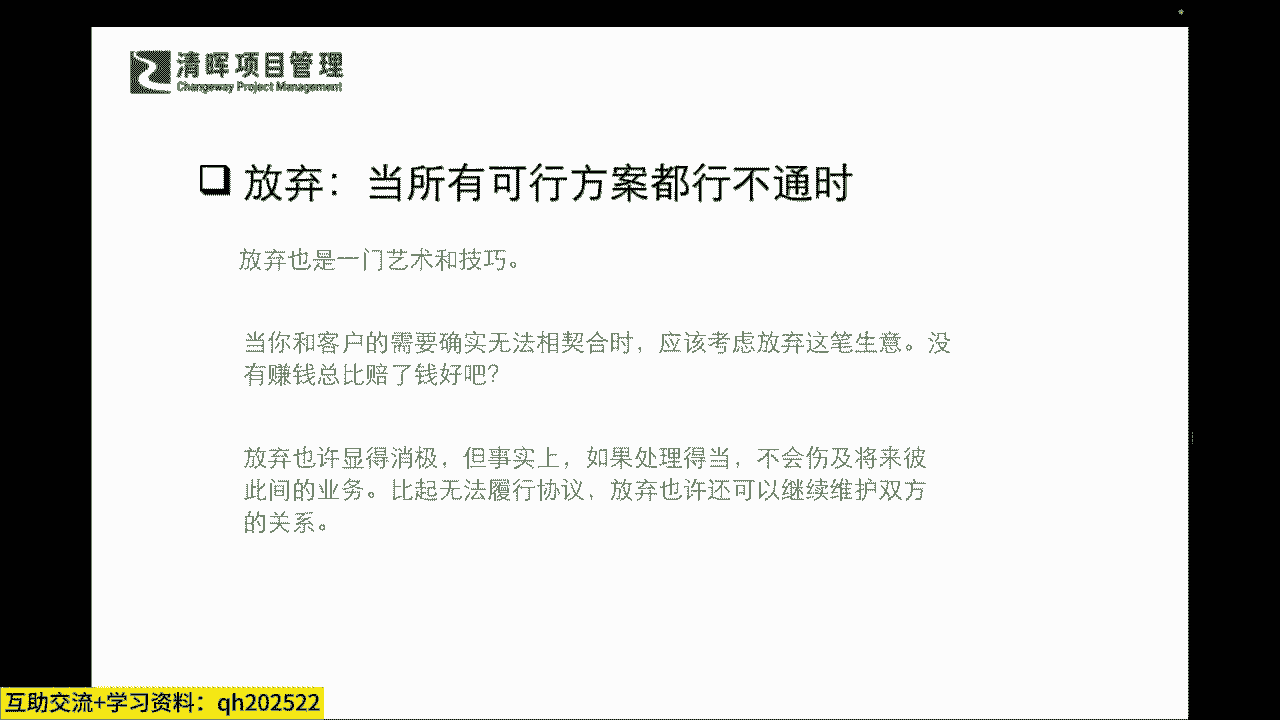 清晖项目管理
Changeway Project Management
放弃：当所有可行方案都行不通时
放弃也是一门艺术和技巧。
当你和客户的需要确实无法相契合时，应该考虑放弃这笔生意。没
有赚钱总比赔了钱好吧？
放弃也许显得消极，但事实上，如果处理得当，不会伤及将来彼
此间的业务。比起无法履行协议，放弃也许还可以继续维护双方
的关系。
互助交流+学习资料：qh202522